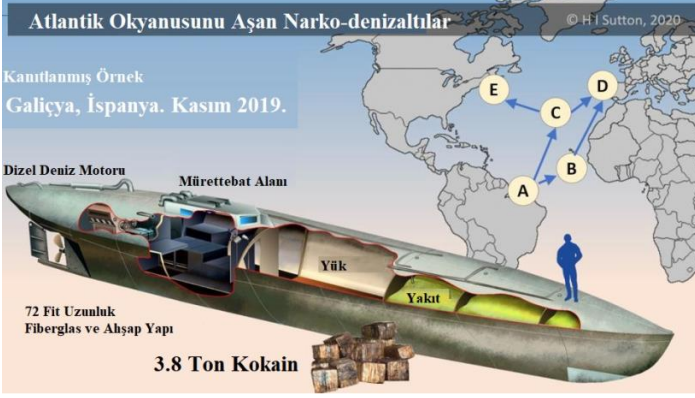 Atlantik Okyanusunu Aşan Narko-denizaltılar
© H I Sutton, 2020
Kanıtlanmış Örnek
Galiçya, İspanya. Kasım 2019.
E
D
C
B
A
Dizel Deniz Motoru
Mürettebat Alanı
Yük
Yakıt
72 Fit Uzunluk
Fiberglas ve Ahşap Yapı
3.8 Ton Kokain